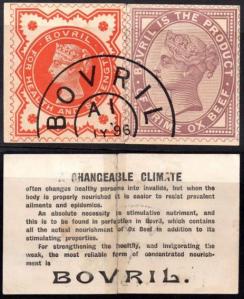 BOVRIL
FOR HEALTH AND STRENGTH
BOVRIL IS THE PRODUCT
OF PRIME OX BEEF
BOVRIL
A1
JY 96
A CHANGEABLE CLIMATE
often changes healthy persons into invalids, but when the
body is properly nourished it is easier to resist prevalent
ailments and epidemics.
An absolute necessity is stimulative nutriment, and
this is to be found in perfection in Bovril, which contains
all the actual nourishment of Ox Beef in addition to its
stimulating properties.
For strengthening the healthy, and invigorating the
weak, the most reliable form of concentrated nourish-
ment is
BOVRIL.